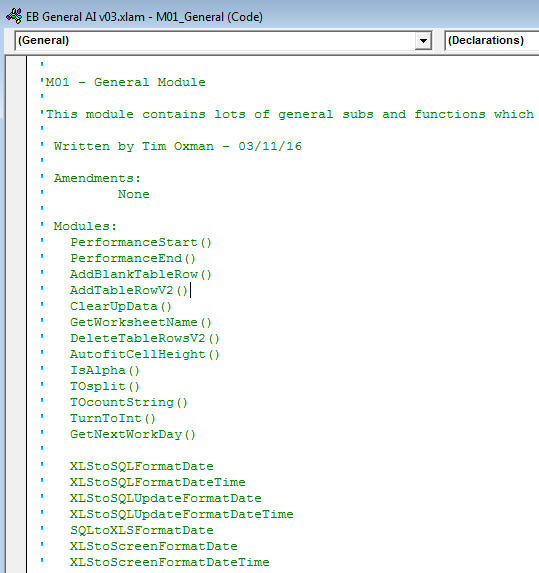 EB General AI v03.xlam - M01_General (Code)
(General) (Declarations)
'
'M01 - General Module
'
'This module contains lots of general subs and functions which
'
' Written by Tim Oxman - 03/11/16
'
' Amendments:
' None
'
' Modules:
' PerformanceStart()
' PerformanceEnd()
' AddBlankTableRow()
' AddTableRowV2()
' ClearUpData()
' GetWorksheetName()
' DeleteTableRowsV2()
' AutofitCellHeight()
' IsAlpha()
' TOsplit()
' TOcountString()
' TurnToInt()
' GetNextWorkDay()
'
' XLStoSQLFormatDate
' XLStoSQLFormatDateTime
' XLStoSQLUpdateFormatDate
' XLStoSQLUpdateFormatDateTime
' SQLtoXLSFormatDate
' XLStoScreenFormatDate
' XLStoScreenFormatDateTime